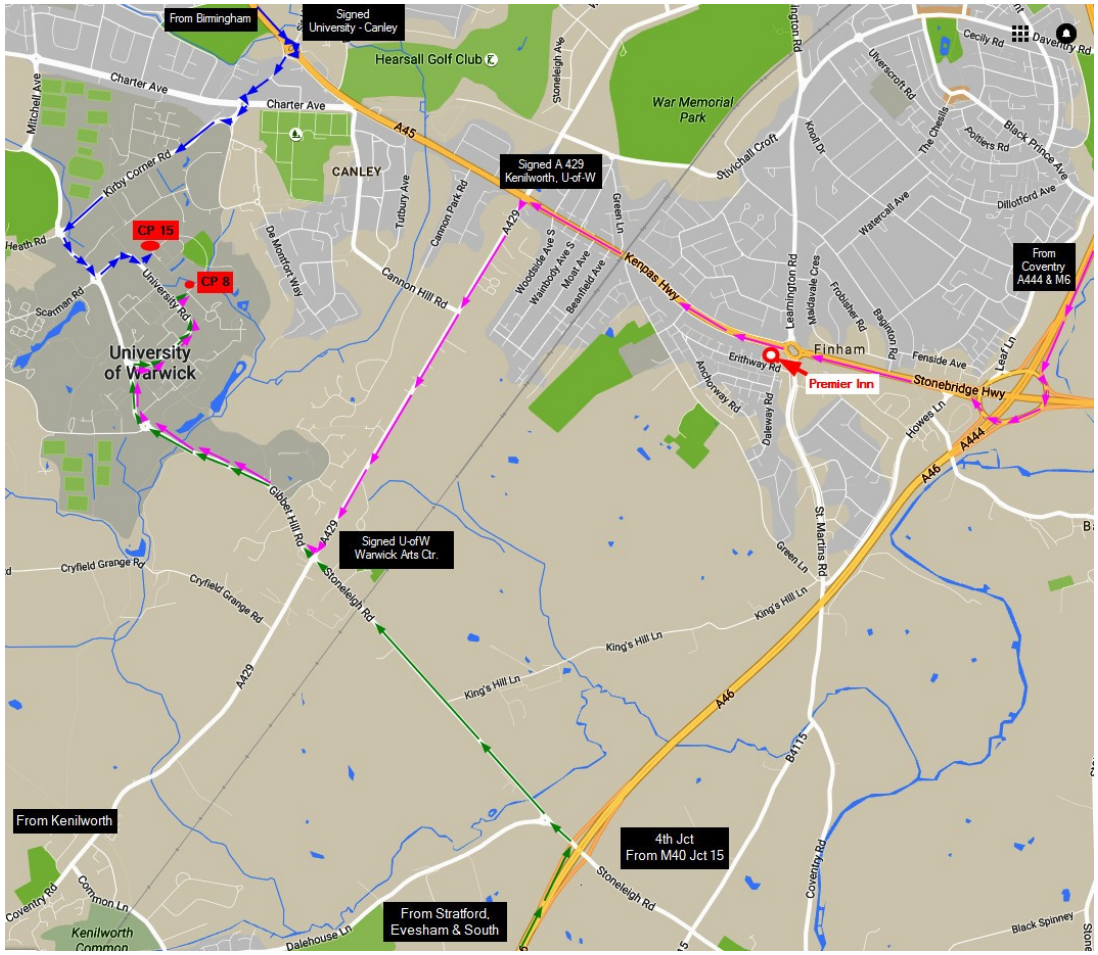 From Birmingham
Signed
University - Canley
Hearsall Golf Club
Stoneleigh Ave
War Memorial
Park
Ulverscroft Rd
Cecily Rd
Daventry Rd
The Chesils
Potters Rd
Black Prince Ave
Dillotford Ave
Mitchell Ave
Charter Ave
Charter Ave
A45
Knoll Dr
Stivichall Croft
Watercall Ave
Kirby Corner Rd
CANLEY
Tutbury Ave
Cannon Park Rd
Signed A 429
Kenilworth, U-of-W
A429
Green Ln
De Montfort Way
Cannon Hill Rd
Woodside Ave S
Wainbody Ave S
Moat Ave
Beanfield Ave
Kenpas Hwy
Leamington Rd
Maidavale Cres
Frobisher Rd
Baginton Rd
From
Coventry
A444 & M6
Leaf Ln
Heath Rd
CP 15
CP 8
Scarman Rd
University Rd
University
of Warwick
Finham
Fenside Ave
Erithway Rd
Premier Inn
Stonebridge Hwy
Anchorway Rd
Daleway Rd
Howes Ln
A444
A46
Gibbet Hill Rd
A429
Signed U-ofW
Warwick Arts Ctr.
St. Martins Rd
Green Ln
Cryfield Grange Rd
Cryfield Grange Rd
Stoneleigh Rd
King's Hill Ln
King's Hill Ln
King's Hill Ln
A429
A46
B4115
From Kenilworth
4th Jct
From M40 Jct 15
Coventry Rd
Stoneleigh Rd
Coventry Rd
Common Ln
From Stratford,
Evesham & South
Kenilworth
Common
Dalehouse Ln
Black Spinney